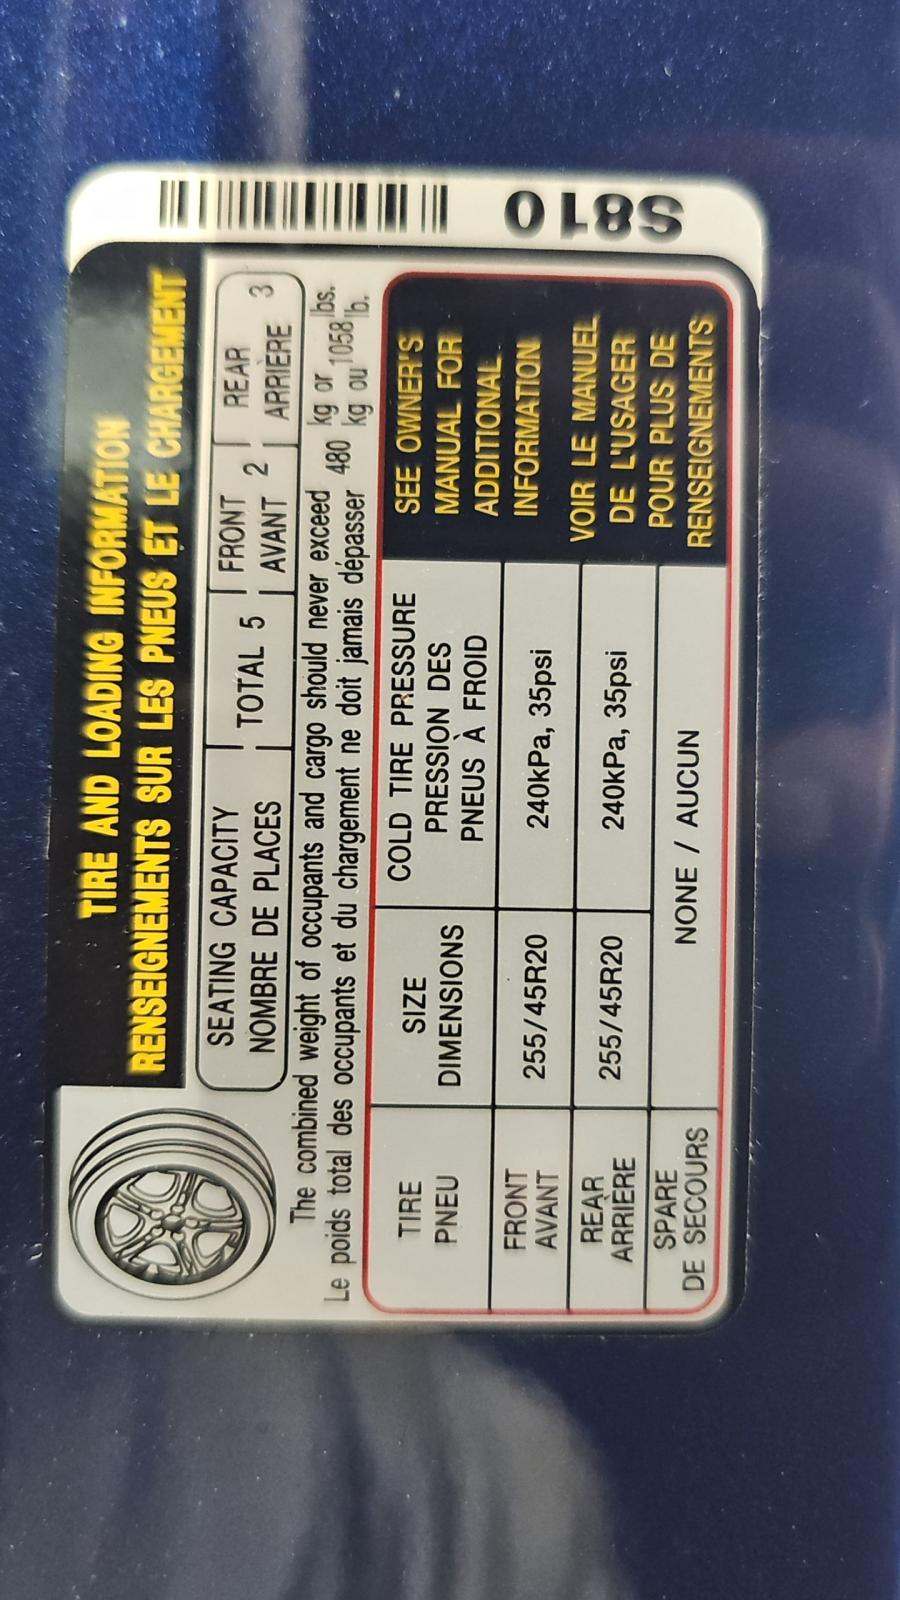 TIRE AND LOADING INFORMATION
RENSEIGNEMENTS SUR LES PNEUS ET LE CHARGEMENT
SEATING CAPACITY
NOMBRE DE PLACES
TOTAL 5
FRONT
AVANT 2
REAR
ARRIÈRE 3
The combined weight of occupants and cargo should never exceed 480 kg or 1058 lbs.
Le poids total des occupants et du chargement ne doit jamais dépasser kg ou lb.
TIRE
PNEU
SIZE
DIMENSIONS
COLD TIRE PRESSURE
PRESSION DES
PNEUS À FROID
FRONT
AVANT
255/45R20
240kPa, 35psi
REAR
ARRIÈRE
255/45R20
240kPa, 35psi
SPARE
DE SECOURS
NONE / AUCUN
SEE OWNER'S
MANUAL FOR
ADDITIONAL
INFORMATION
VOIR LE MANUEL
DE L'USAGER
POUR PLUS DE
RENSEIGNEMENTS
S810